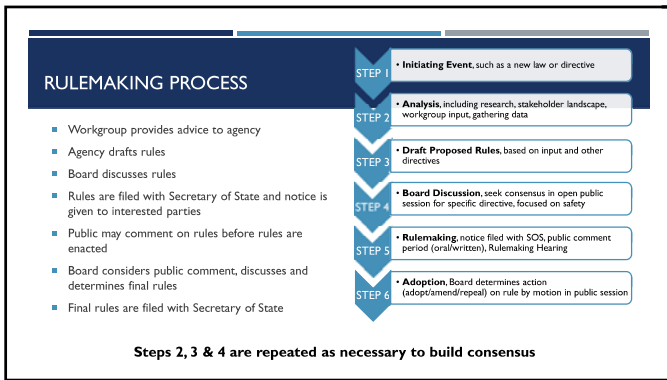 RULEMAKING PROCESS
▪ Workgroup provides advice to agency
▪ Agency drafts rules
▪ Board discusses rules
▪ Rules are filed with Secretary of State and notice is
given to interested parties
▪ Public may comment on rules before rules are
enacted
▪ Board considers public comment, discusses and
determines final rules
▪ Final rules are filed with Secretary of State
STEP 1
• Initiating Event, such as a new law or directive
STEP 2
• Analysis, including research, stakeholder landscape,
workgroup input, gathering data
STEP 3
• Draft Proposed Rules, based on input and other
directives
STEP 4
• Board Discussion, seek consensus in open public
session for specific directive, focused on safety
STEP 5
• Rulemaking, notice filed with SOS, public comment
period (oral/written), Rulemaking Hearing
STEP 6
• Adoption, Board determines action
(adopt/amend/repeal) on rule by motion in public session
Steps 2, 3 & 4 are repeated as necessary to build consensus